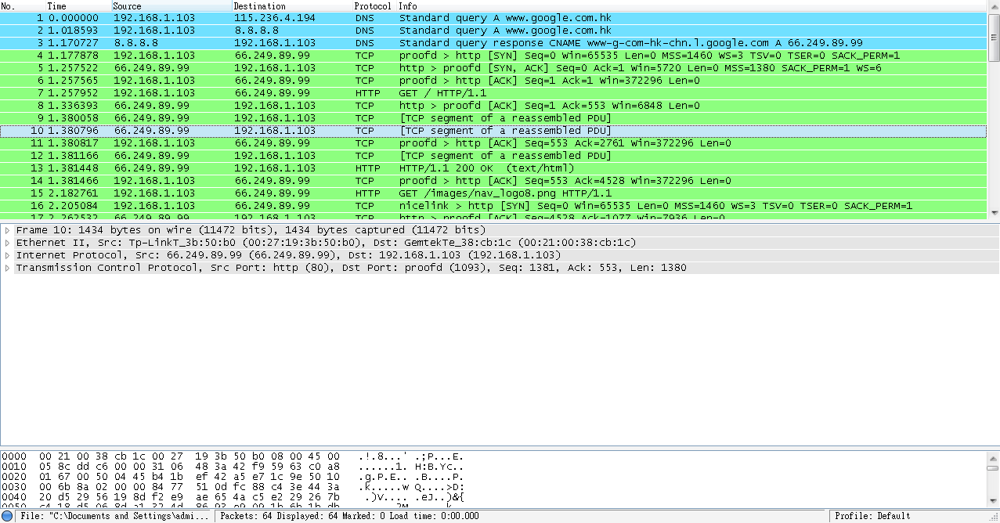 No. Time Source Destination Protocol Info
1 0.000000 192.168.1.103 115.236.4.194 DNS Standard query A www.google.com.hk
2 1.018593 192.168.1.103 8.8.8.8 DNS Standard query A www.google.com.hk
3 1.170727 8.8.8.8 192.168.1.103 DNS Standard query response CNAME www-g-com-hk-chn.l.google.com A 66.249.89.99
4 1.177878 192.168.1.103 66.249.89.99 TCP proofd > http [SYN] Seq=0 Win=65535 Len=0 MSS=1460 WS=3 TSV=0 TSER=0 SACK_PERM=1
5 1.257522 66.249.89.99 192.168.1.103 TCP http > proofd [SYN, ACK] Seq=0 Ack=1 Win=5720 Len=0 MSS=1380 SACK_PERM=1 WS=6
6 1.257565 192.168.1.103 66.249.89.99 TCP proofd > http [ACK] Seq=1 Ack=1 Win=372296 Len=0
7 1.257952 192.168.1.103 66.249.89.99 HTTP GET / HTTP/1.1
8 1.336393 66.249.89.99 192.168.1.103 TCP http > proofd [ACK] Seq=1 Ack=553 Win=6848 Len=0
9 1.380058 66.249.89.99 192.168.1.103 TCP [TCP segment of a reassembled PDU]
10 1.380796 66.249.89.99 192.168.1.103 TCP [TCP segment of a reassembled PDU]
11 1.380817 192.168.1.103 66.249.89.99 TCP proofd > http [ACK] Seq=553 Ack=2761 Win=372296 Len=0
12 1.381166 66.249.89.99 192.168.1.103 TCP [TCP segment of a reassembled PDU]
13 1.381448 66.249.89.99 192.168.1.103 HTTP HTTP/1.1 200 OK (text/html)
14 1.381466 192.168.1.103 66.249.89.99 TCP proofd > http [ACK] Seq=553 Ack=4528 Win=372296 Len=0
15 2.182761 192.168.1.103 66.249.89.99 HTTP GET /images/nav_logo8.png HTTP/1.1
16 2.205084 192.168.1.103 66.249.89.99 TCP nicelink > http [SYN] Seq=0 Win=65535 Len=0 MSS=1460 WS=3 TSV=0 TSER=0 SACK_PERM=1
17 2.262532 66.249.89.99 192.168.1.103 TCP http > proofd [ACK] Seq=4528 Ack=1077 Win=7936 Len=0
Frame 10: 1434 bytes on wire (11472 bits), 1434 bytes captured (11472 bits)
Ethernet II, Src: Tp-LinkT_3b:50:b0 (00:27:19:3b:50:b0), Dst: GemtekTe_38:cb:1c (00:21:00:38:cb:1c)
Internet Protocol, Src: 66.249.89.99 (66.249.89.99), Dst: 192.168.1.103 (192.168.1.103)
Transmission Control Protocol, Src Port: http (80), Dst Port: proofd (1093), Seq: 1381, Ack: 553, Len: 1380
0000 00 21 00 38 cb 1c 00 27 19 3b 50 b0 08 00 45 00 .!.8...' .;P...E.
0010 05 8c dd c6 00 00 31 06 48 3a 42 f9 59 63 c0 a8 ......1. H:B.Yc..
0020 01 67 00 50 04 45 b4 1b ef 42 a5 e7 1c 9e 50 10 .g.P.E.. .B....P.
0030 00 6b 8a 02 00 00 84 77 51 0d fc 88 c4 3e 44 3a .k.....w Q....>D:
0040 20 d5 29 56 19 8d f2 e9 ae 65 4a c5 e2 29 26 7b .)V.... .eJ..)&{
File: "C:\Documents and Settings\admi... Packets: 64 Displayed: 64 Marked: 0 Load time: 0:00.000 Profile: Default